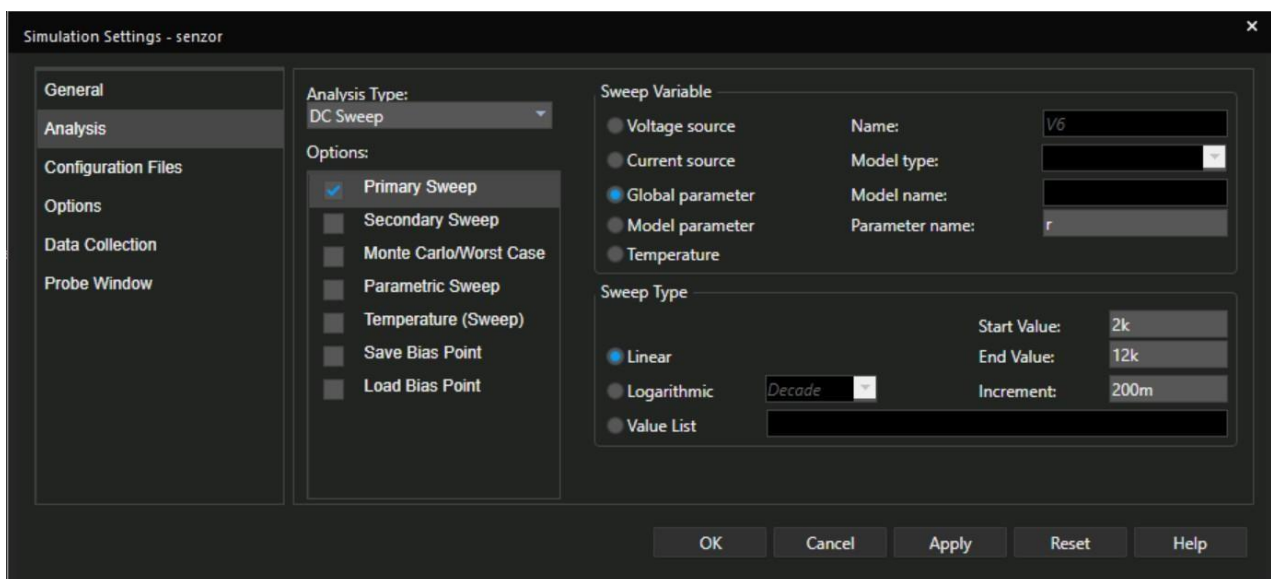 Simulation Settings - senzor
×
General
Analysis
Configuration Files
Options
Data Collection
Probe Window
Analysis Type:
DC Sweep
Options:
Primary Sweep
Secondary Sweep
Monte Carlo/Worst Case
Parametric Sweep
Temperature (Sweep)
Save Bias Point
Load Bias Point
Sweep Variable
Voltage source Name: V6
Current source Model type:
Global parameter Model name:
Model parameter Parameter name: r
Temperature
Sweep Type
Start Value: 2k
Linear End Value: 12k
Logarithmic Decade Increment: 200m
Value List
OK Cancel Apply Reset Help